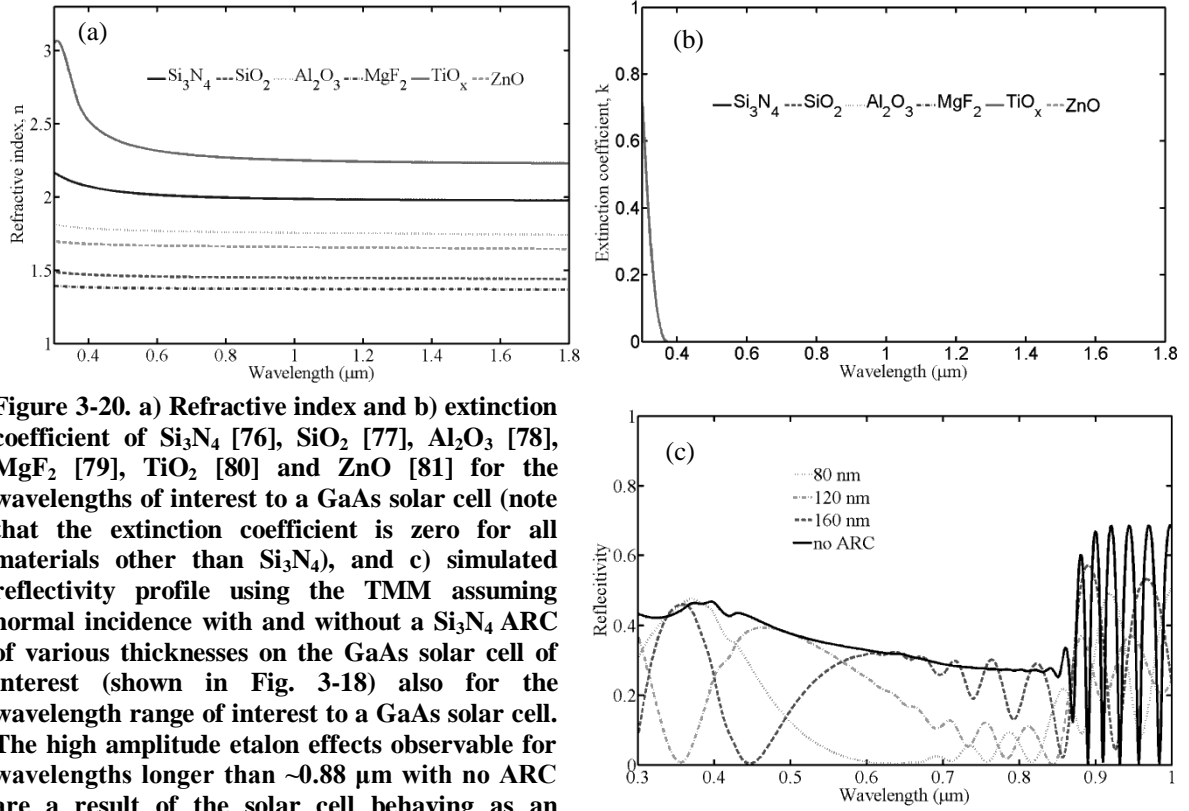 (a)
3
2.5
2
1.5
1
Refractive index, n
Si₃N₄ SiO₂ Al₂O₃ MgF₂ TiOₓ ZnO
0.4 0.6 0.8 1 1.2 1.4 1.6 1.8
Wavelength (µm)
(b)
1
0.8
0.6
0.4
0.2
0
Extinction coefficient, k
Si₃N₄ SiO₂ Al₂O₃ MgF₂ TiOₓ ZnO
0.4 0.6 0.8 1 1.2 1.4 1.6 1.8
Wavelength (µm)
Figure 3-20. a) Refractive index and b) extinction
coefficient of Si₃N₄ [76], SiO₂ [77], Al₂O₃ [78],
MgF₂ [79], TiO₂ [80] and ZnO [81] for the
wavelengths of interest to a GaAs solar cell (note
that the extinction coefficient is zero for all
materials other than Si₃N₄), and c) simulated
reflectivity profile using the TMM assuming
normal incidence with and without a Si₃N₄ ARC
of various thicknesses on the GaAs solar cell of
interest (shown in Fig. 3-18) also for the
wavelength range of interest to a GaAs solar cell.
The high amplitude etalon effects observable for
wavelengths longer than ~0.88 µm with no ARC
are a result of the solar cell behaving as an
(c)
1
0.8
0.6
0.4
0.2
0
Reflecitivity
80 nm
120 nm
160 nm
no ARC
0.3 0.4 0.5 0.6 0.7 0.8 0.9 1
Wavelength (µm)